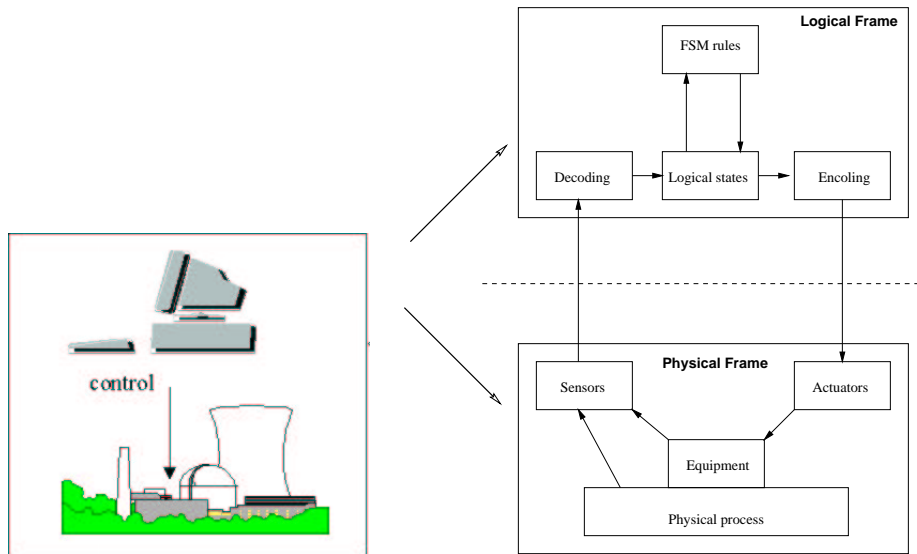 Logical Frame
FSM rules
Decoding
Logical states
Encoling
control
Physical Frame
Sensors
Actuators
Equipment
Physical process